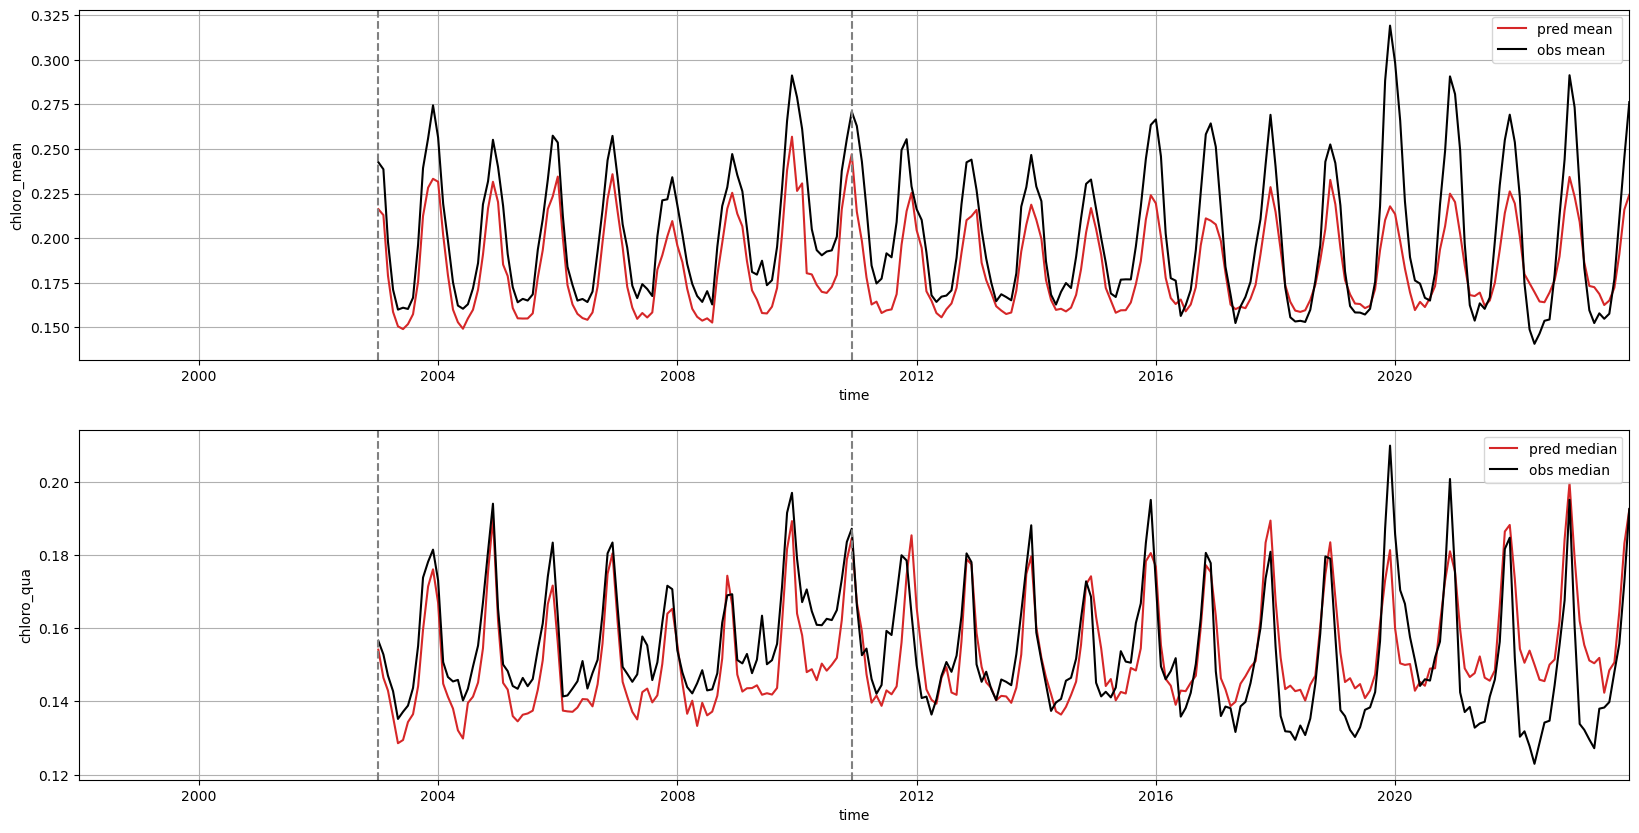 0.325
0.300
0.275
0.250
0.225
0.200
0.175
0.150
chloro_mean
pred mean
obs mean
2000 2004 2008 2012 2016 2020
time
0.20
0.18
0.16
0.14
0.12
chloro_qua
pred median
obs median
2000 2004 2008 2012 2016 2020
time